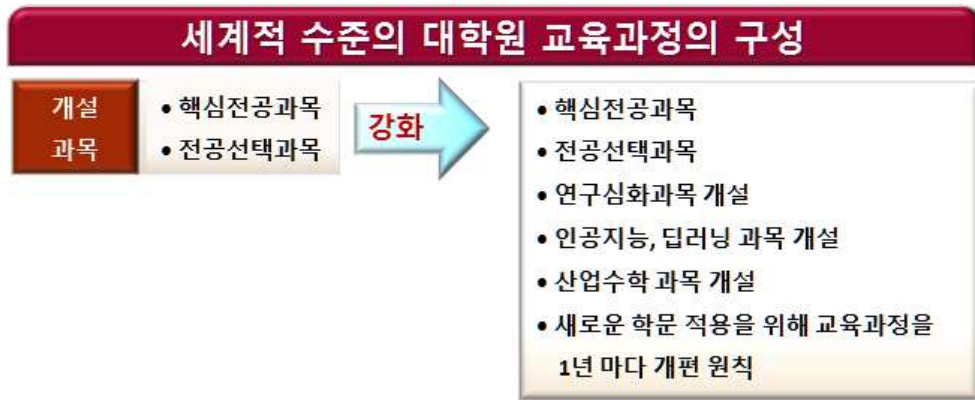 세계적 수준의 대학원 교육과정의 구성
개설
과목
• 핵심전공과목
• 전공선택과목
강화
• 핵심전공과목
• 전공선택과목
• 연구심화과목 개설
• 인공지능, 딥러닝 과목 개설
• 산업수학 과목 개설
• 새로운 학문 적용을 위해 교육과정을
1년 마다 개편 원칙